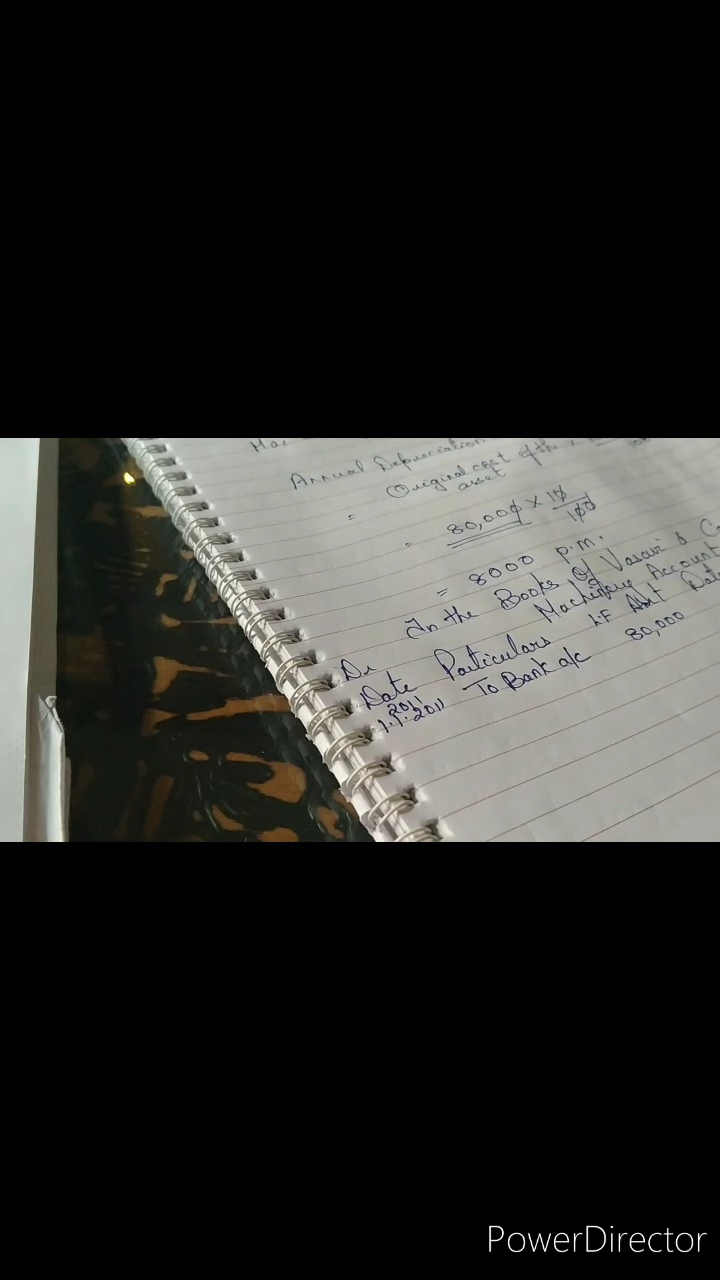 Annual Depreciation
= Original cost of the x
asset
= 80,000 x 10/100
= 8000 p.m.
In the Books Of Vasavi & C
Machinery Account
Dr
Date Particulars LF Amt Date
201
1.1.2011 To Bank a/c 80,000
PowerDirector